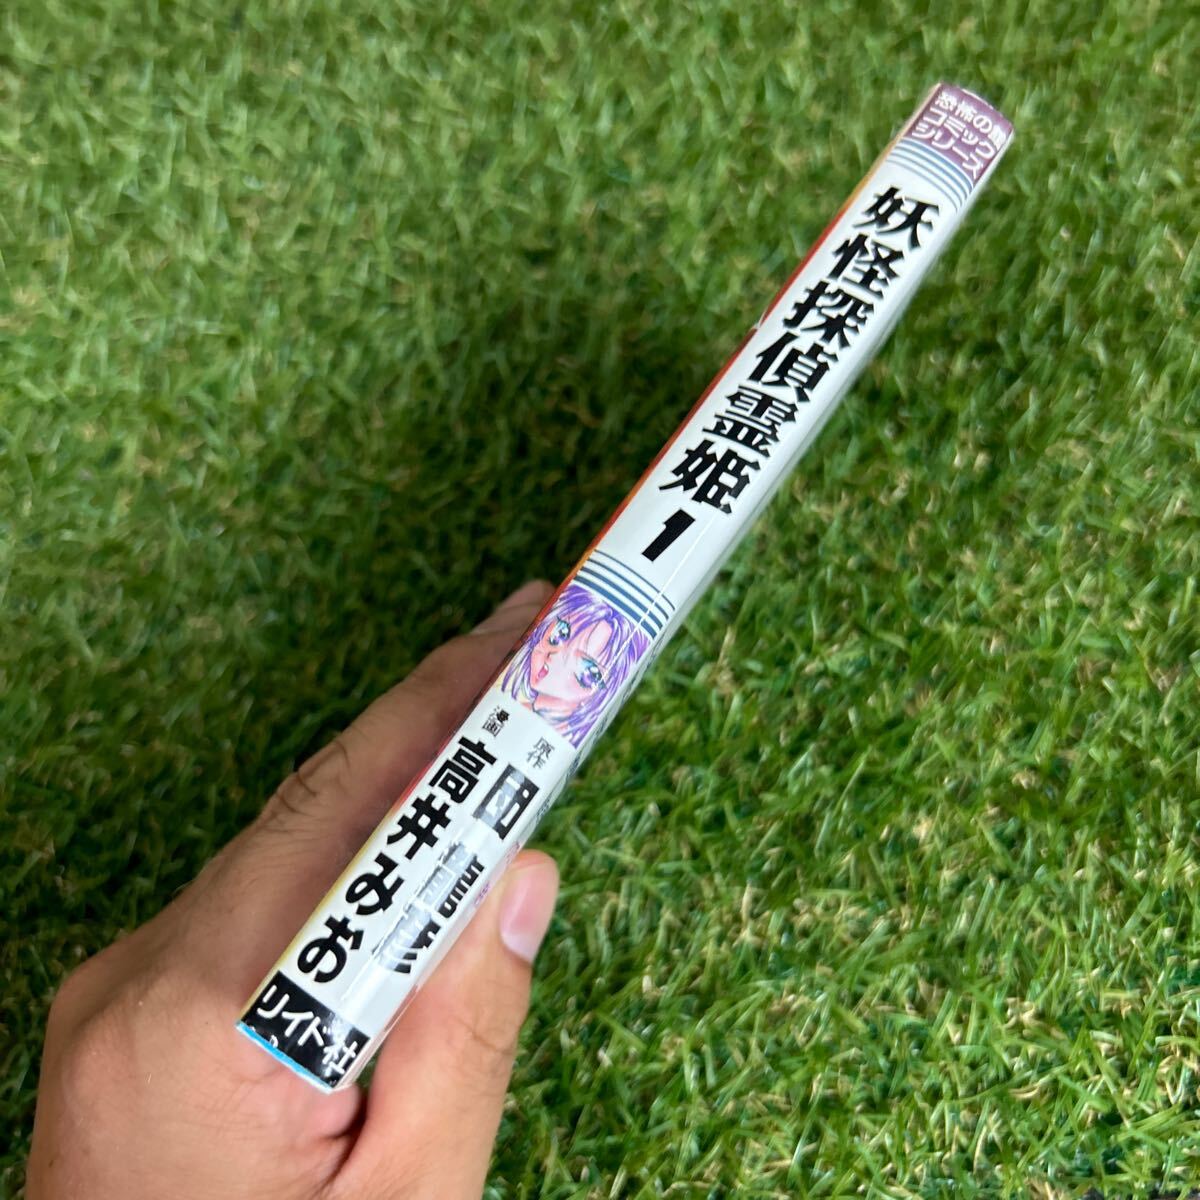 恐怖の館
コミック
シリーズ
妖怪探偵霊姫1
原作
団
漫画
高井みお
リイド社